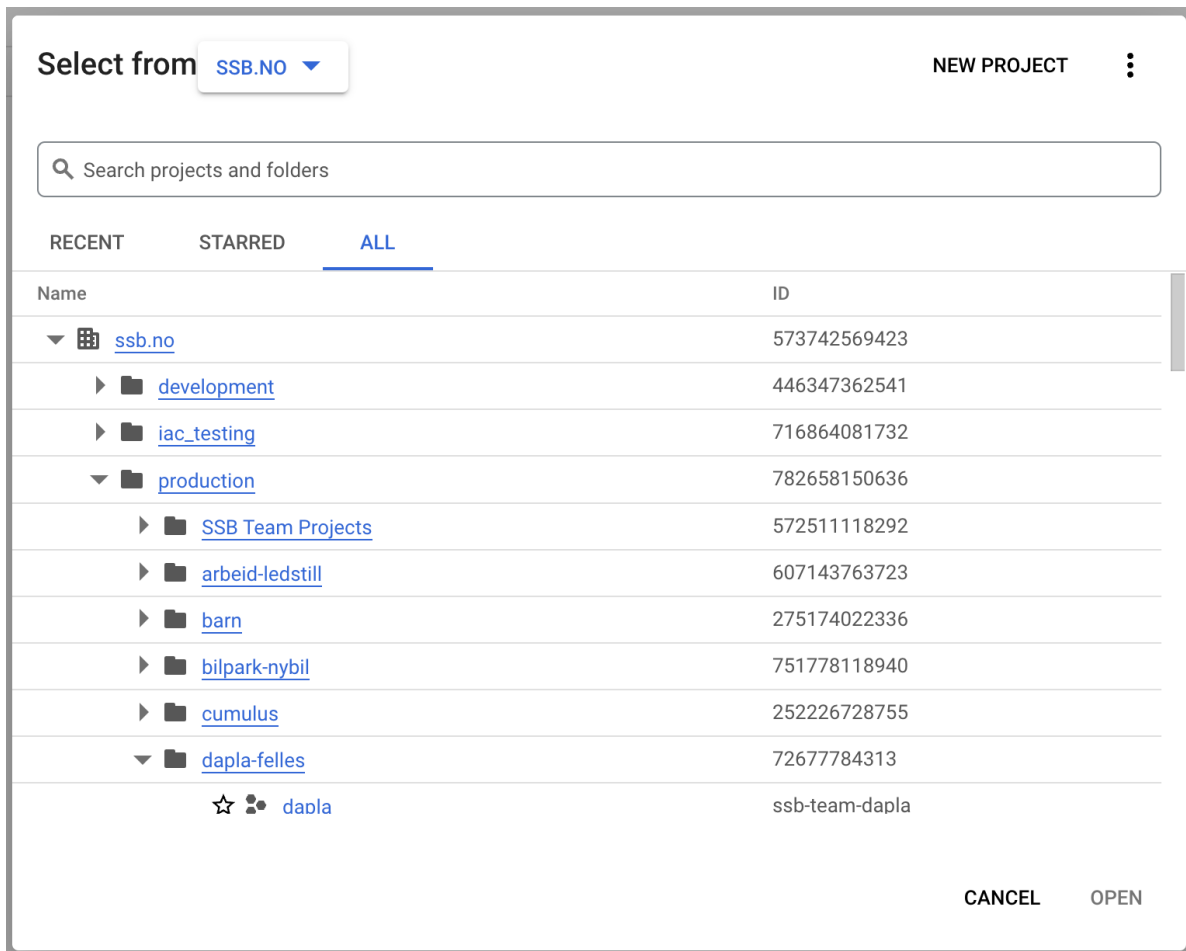 Select from SSB.NO NEW PROJECT
Search projects and folders
RECENT STARRED ALL
Name ID
ssb.no 573742569423
development 446347362541
iac_testing 716864081732
production 782658150636
SSB Team Projects 572511118292
arbeid-ledstill 607143763723
barn 275174022336
bilpark-nybil 751778118940
cumulus 252226728755
dapla-felles 72677784313
dapla ssb-team-dapla
CANCEL OPEN